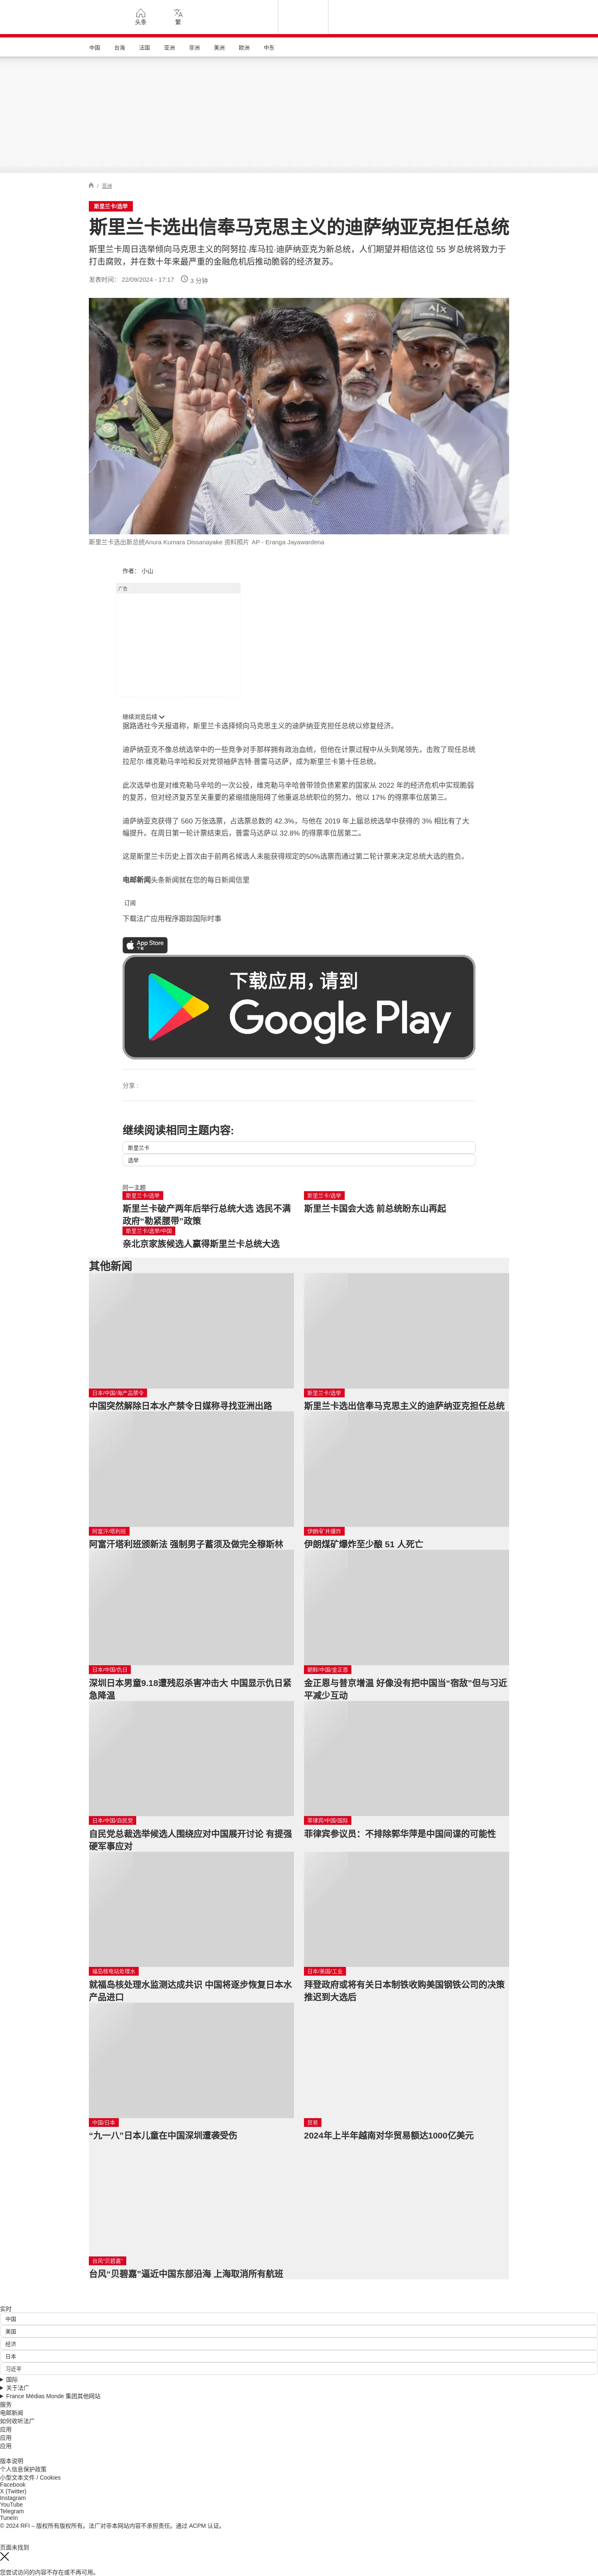 头条
繁
中国 台海 法国 亚洲 非洲 美洲 欧洲 中东
/ 亚洲
斯里兰卡/选举
斯里兰卡选出信奉马克思主义的迪萨纳亚克担任总统
斯里兰卡周日选举倾向马克思主义的阿努拉·库马拉·迪萨纳亚克为新总统，人们期望并相信这位 55 岁总统将致力于
打击腐败，并在数十年来最严重的金融危机后推动脆弱的经济复苏。
发表时间： 22/09/2024 - 17:17 3 分钟
斯里兰卡选出新总统Anura Kumara Dissanayake 资料照片 AP - Eranga Jayawardena
作者： 小山
广告
继续浏览后续
据路透社今天报道称，斯里兰卡选择倾向马克思主义的迪萨纳亚克担任总统以修复经济。
迪萨纳亚克不像总统选举中的一些竞争对手那样拥有政治血统，但他在计票过程中从头到尾领先，击败了现任总统
拉尼尔·维克勒马辛哈和反对党领袖萨吉特·普雷马达萨，成为斯里兰卡第十任总统。
此次选举也是对维克勒马辛哈的一次公投，维克勒马辛哈曾带领负债累累的国家从 2022 年的经济危机中实现脆弱
的复苏，但对经济复苏至关重要的紧缩措施阻碍了他重返总统职位的努力。他以 17% 的得票率位居第三。
迪萨纳亚克获得了 560 万张选票，占选票总数的 42.3%，与他在 2019 年上届总统选举中获得的 3% 相比有了大
幅提升。在周日第一轮计票结束后，普雷马达萨以 32.8% 的得票率位居第二。
这是斯里兰卡历史上首次由于前两名候选人未能获得规定的50%选票而通过第二轮计票来决定总统大选的胜负。
电邮新闻头条新闻就在您的每日新闻信里
订阅
下载法广应用程序跟踪国际时事
App Store
下载
下载应用，请到
Google Play
分享 :
继续阅读相同主题内容:
斯里兰卡
选举
同一主题
斯里兰卡/选举
斯里兰卡破产两年后举行总统大选 选民不满
政府“勒紧腰带”政策
斯里兰卡/选举
斯里兰卡国会大选 前总统盼东山再起
斯里兰卡/选举/中国
亲北京家族候选人赢得斯里兰卡总统大选
其他新闻
日本/中国/海产品禁令
中国突然解除日本水产禁令日媒称寻找亚洲出路
斯里兰卡/选举
斯里兰卡选出信奉马克思主义的迪萨纳亚克担任总统
阿富汗/塔利班
阿富汗塔利班颁新法 强制男子蓄须及做完全穆斯林
伊朗/矿井爆炸
伊朗煤矿爆炸至少酿 51 人死亡
日本/中国/仇日
深圳日本男童9.18遭残忍杀害冲击大 中国显示仇日紧
急降温
朝鲜/中国/金正恩
金正恩与普京增温 好像没有把中国当“宿敌”但与习近
平减少互动
日本/中国/自民党
自民党总裁选举候选人围绕应对中国展开讨论 有提强
硬军事应对
菲律宾/中国/国际
菲律宾参议员：不排除郭华萍是中国间谍的可能性
福岛核电站处理水
就福岛核处理水监测达成共识 中国将逐步恢复日本水
产品进口
日本/美国/工业
拜登政府或将有关日本制铁收购美国钢铁公司的决策
推迟到大选后
中国/日本
“九一八”日本儿童在中国深圳遭袭受伤
贸易
2024年上半年越南对华贸易额达1000亿美元
台风“贝碧嘉”
台风“贝碧嘉”逼近中国东部沿海 上海取消所有航班
实时
中国
美国
经济
日本
习近平
国际
关于法广
France Médias Monde 集团其他网站
服务
电邮新闻
如何收听法广
应用
应用
应用
版本说明
个人信息保护政策
小型文本文件 / Cookies
Facebook
X (Twitter)
Instagram
YouTube
Telegram
TuneIn
© 2024 RFI – 版权所有版权所有。法广对非本网站内容不承担责任。通过 ACPM 认证。
页面未找到
您尝试访问的内容不存在或不再可用。